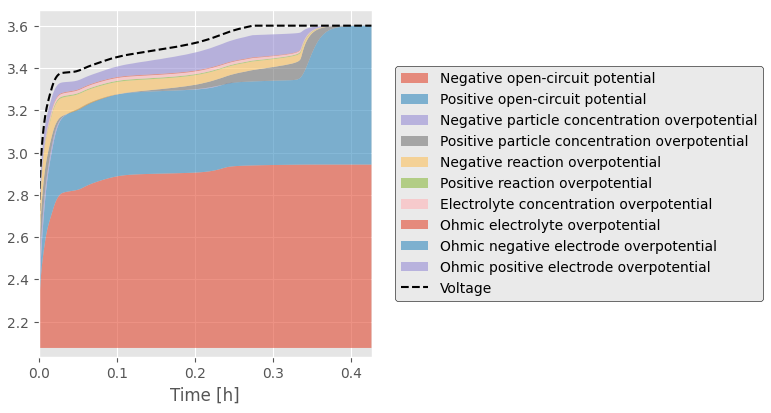 3.6
3.4
3.2
3.0
2.8
2.6
2.4
2.2
0.0 0.1 0.2 0.3 0.4
Time [h]
Negative open-circuit potential
Positive open-circuit potential
Negative particle concentration overpotential
Positive particle concentration overpotential
Negative reaction overpotential
Positive reaction overpotential
Electrolyte concentration overpotential
Ohmic electrolyte overpotential
Ohmic negative electrode overpotential
Ohmic positive electrode overpotential
Voltage